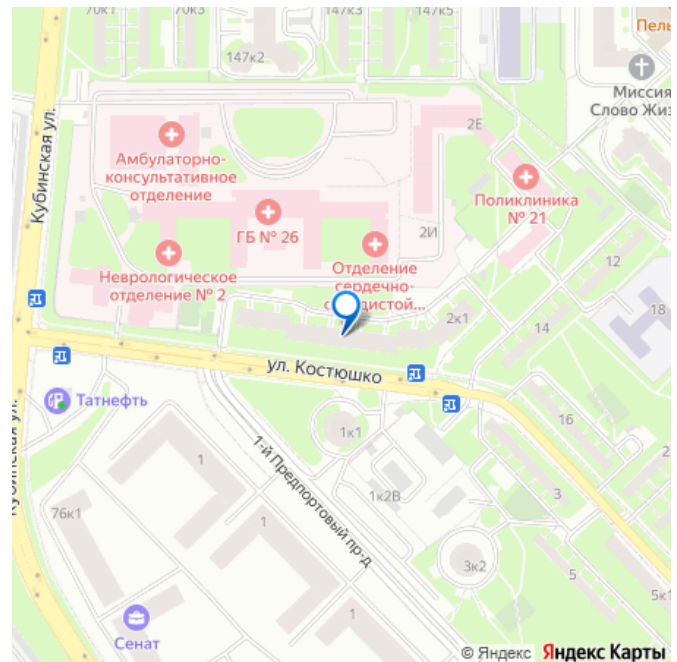 70к1
70к3
147к3
147к5
147к2
Миссия
Слово Жиз
2Е
Амбулаторно-
консультативное
отделение
Поликлиника
№ 21
ГБ № 26
2И
Неврологическое
отделение № 2
Отделение
сердечно-
сосудистой...
Кубинская ул.
12
18
2к1
14
ул. Костюшко
Татнефть
16
1к1
1-й Предпортовый пр-д
1
1к2В
3
76к1
1
3к2
5
5к1
1
Сенат
© Яндекс Яндекс Карты